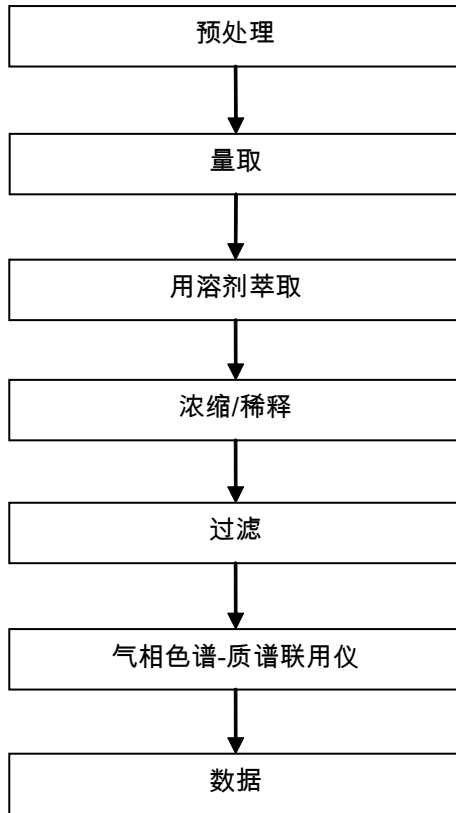 预处理
量取
用溶剂萃取
浓缩/稀释
过滤
气相色谱-质谱联用仪
数据